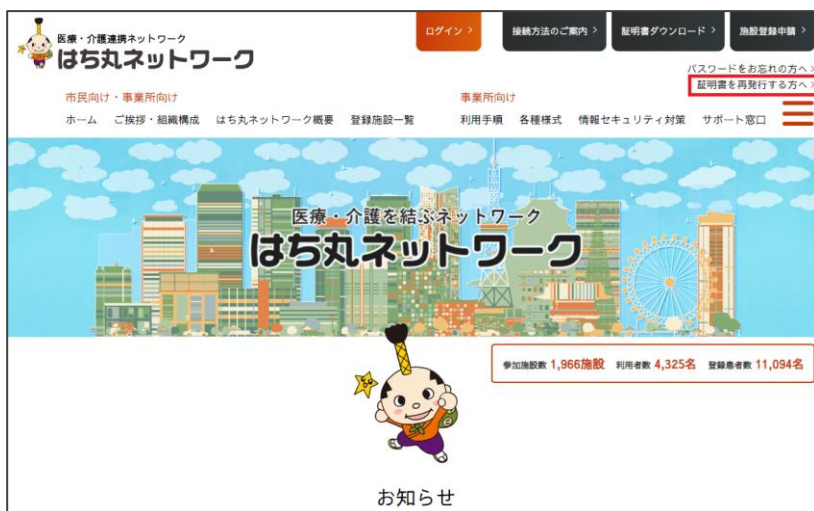 医療・介護連携ネットワーク
はち丸ネットワーク
ログイン >
接続方法のご案内 >
証明書ダウンロード >
施設登録申請 >
パスワードをお忘れの方へ >
証明書を再発行する方へ >
市民向け・事業所向け
ホーム ご挨拶・組織構成 はち丸ネットワーク概要 登録施設一覧
事業所向け
利用手順 各種様式 情報セキュリティ対策 サポート窓口
医療・介護を結ぶネットワーク
はち丸ネットワーク
参加施設数 1,966施設 利用者数 4,325名 登録患者数 11,094名
お知らせ